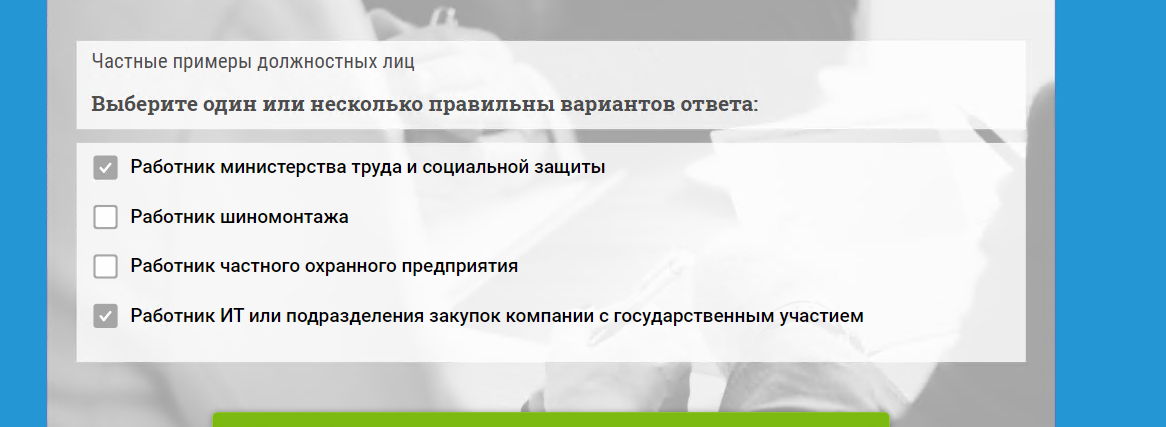 Частные примеры должностных лиц
Выберите один или несколько правильны вариантов ответа:
Работник министерства труда и социальной защиты
Работник шиномонтажа
Работник частного охранного предприятия
Работник ИТ или подразделения закупок компании с государственным участием